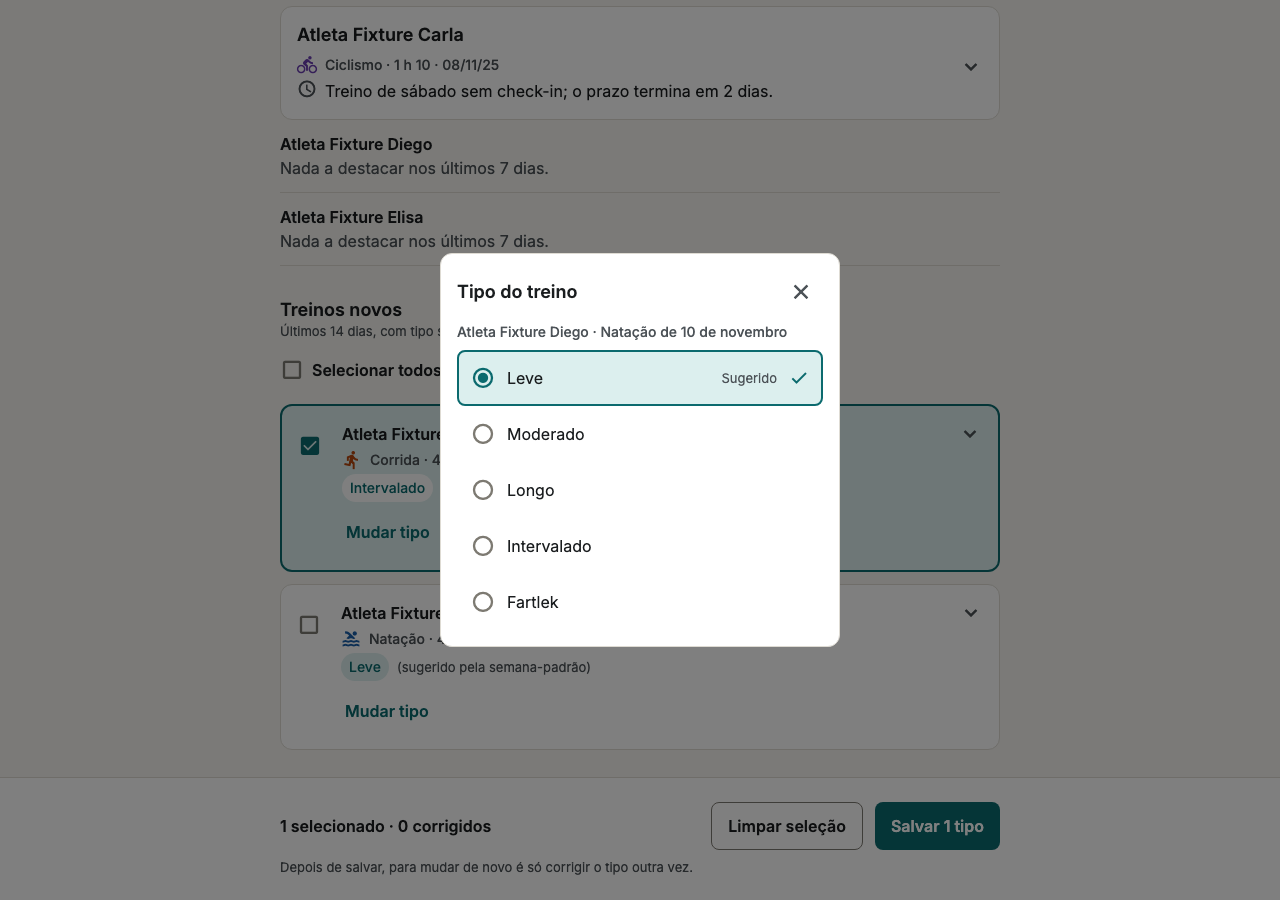 Atleta Fixture Carla
Ciclismo · 1 h 10 · 08/11/25
Treino de sábado sem check-in; o prazo termina em 2 dias.
Atleta Fixture Diego
Nada a destacar nos últimos 7 dias.
Atleta Fixture Elisa
Nada a destacar nos últimos 7 dias.
Treinos novos
Últimos 14 dias, com tipo
Selecionar todos
Atleta Fixture
Corrida · 4
Intervalado
Mudar tipo
Atleta Fixture
Natação · 4
Leve (sugerido pela semana-padrão)
Mudar tipo
Tipo do treino
Atleta Fixture Diego · Natação de 10 de novembro
Leve Sugerido
Moderado
Longo
Intervalado
Fartlek
1 selecionado · 0 corrigidos
Limpar seleção
Salvar 1 tipo
Depois de salvar, para mudar de novo é só corrigir o tipo outra vez.